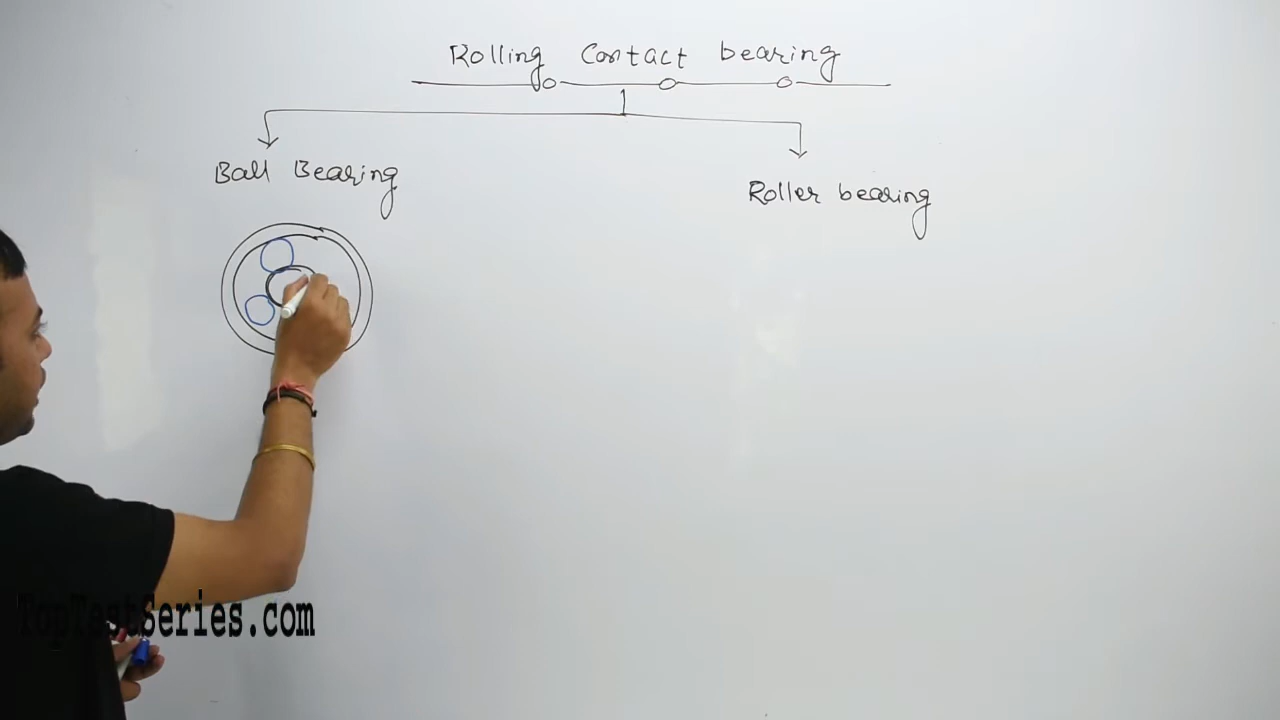 Rolling Contact bearing
Ball Bearing
Roller bearing
TopTestSeries.com